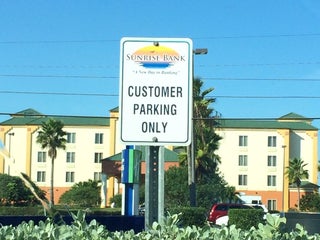 SUNRISE BANK
"A New Day in Banking"
CUSTOMER
PARKING
ONLY